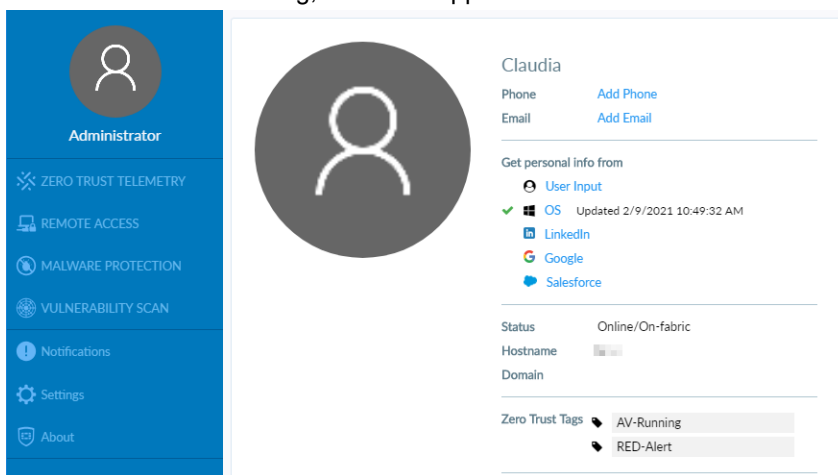 Administrator
ZERO TRUST TELEMETRY
REMOTE ACCESS
MALWARE PROTECTION
VULNERABILITY SCAN
Notifications
Settings
About
Claudia
Phone Add Phone
Email Add Email
Get personal info from
User Input
OS Updated 2/9/2021 10:49:32 AM
LinkedIn
Google
Salesforce
Status Online/On-fabric
Hostname
Domain
Zero Trust Tags AV-Running
RED-Alert